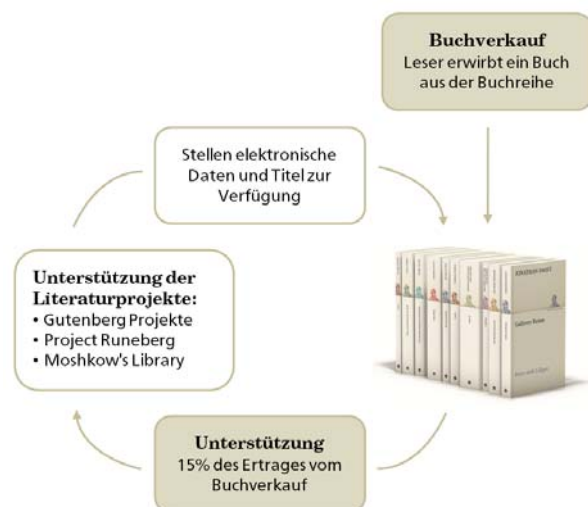 Buchverkauf
Leser erwirbt ein Buch
aus der Buchreihe
Stellen elektronische
Daten und Titel zur
Verfügung
Unterstützung der
Literaturprojekte:
• Gutenberg Projekte
• Project Runeberg
• Moshkow's Library
Unterstützung
15% des Ertrages vom
Buchverkauf